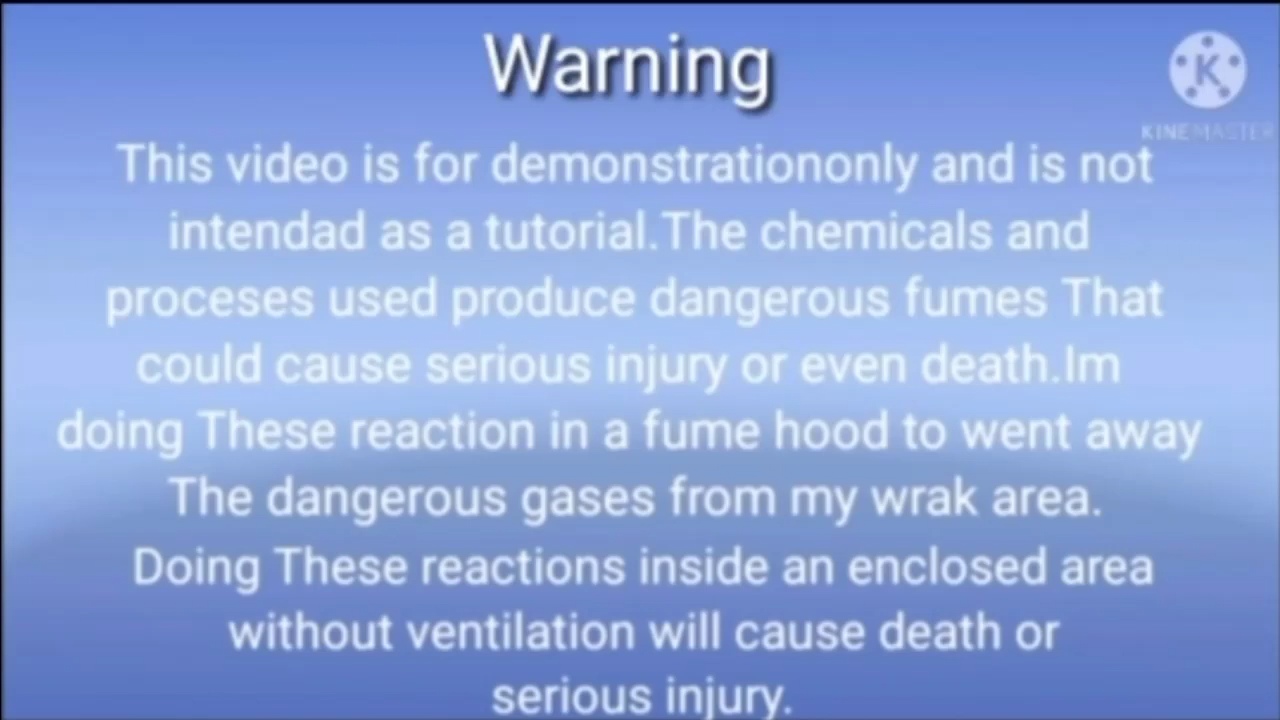 Warning
K
KINEMASTER
This video is for demonstrationonly and is not
intendad as a tutorial.The chemicals and
proceses used produce dangerous fumes That
could cause serious injury or even death.Im
doing These reaction in a fume hood to went away
The dangerous gases from my wrak area.
Doing These reactions inside an enclosed area
without ventilation will cause death or
serious injury.